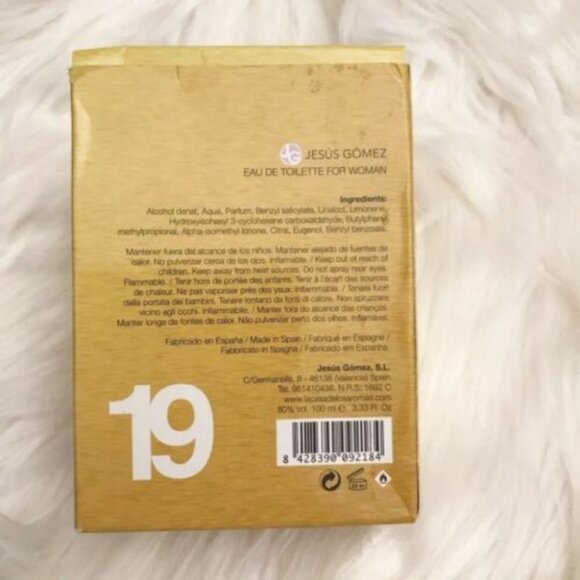 JG JESÚS GÓMEZ
EAU DE TOILETTE FOR WOMAN
Ingredients:
Alcohol denat, Aqua, Parfum, Benzyl salicylate, Linalool, Limonene,
Hydroxyisohexyl 3-cyclohexene carboxaldehyde, Butylphenyl
methylpropional, Alpha-isomethyl ionone, Citral, Eugenol, Benzyl benzoate.
Mantener fuera del alcance de los niños. Mantener alejado de fuentes de
calor. No pulverizar cerca de los ojos. Inflamable. / Keep out of reach of
children. Keep away from heat sources. Do not spray near eyes.
Flammable. / Tenir hors de portée des enfants. Tenir à l'écart des sources
de chaleur. Ne pas vaporiser près des yeux. Inflammable. / Tenere fuori
dalla portata dei bambini. Tenere lontano de fonti di calore. Non spruzzare
vicino agli occhi. Infiammabile. / Manter fora do alcance das crianças.
Manter longe de fontes de calor. Não pulverizar perto dos olhos. Inflamável.
Fabricado en España / Made in Spain / Fabriqué en Espagne /
Fabbricato in Spagna / Fabricado em Espanha.
Jesús Gómez, S.L.
C/Germanells, 8 - 46138 (Valencia) Spain
Tel. 961410436. N.R.S: 1692 C
www.lacasadelosaromas.com
80% vol. 100 ml e 3,33 Fl. Oz
19
8 428390 092184